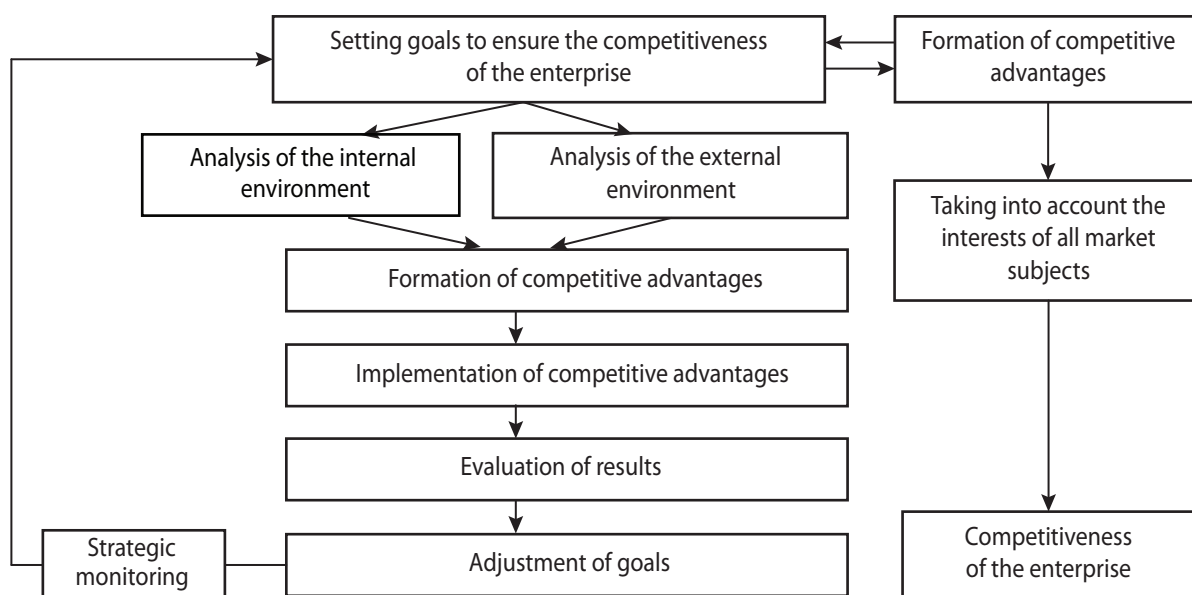 Setting goals to ensure the competitiveness
of the enterprise
Formation of competitive
advantages
Analysis of the internal
environment
Analysis of the external
environment
Taking into account the
interests of all market
subjects
Formation of competitive advantages
Implementation of competitive advantages
Evaluation of results
Strategic
monitoring
Adjustment of goals
Competitiveness
of the enterprise